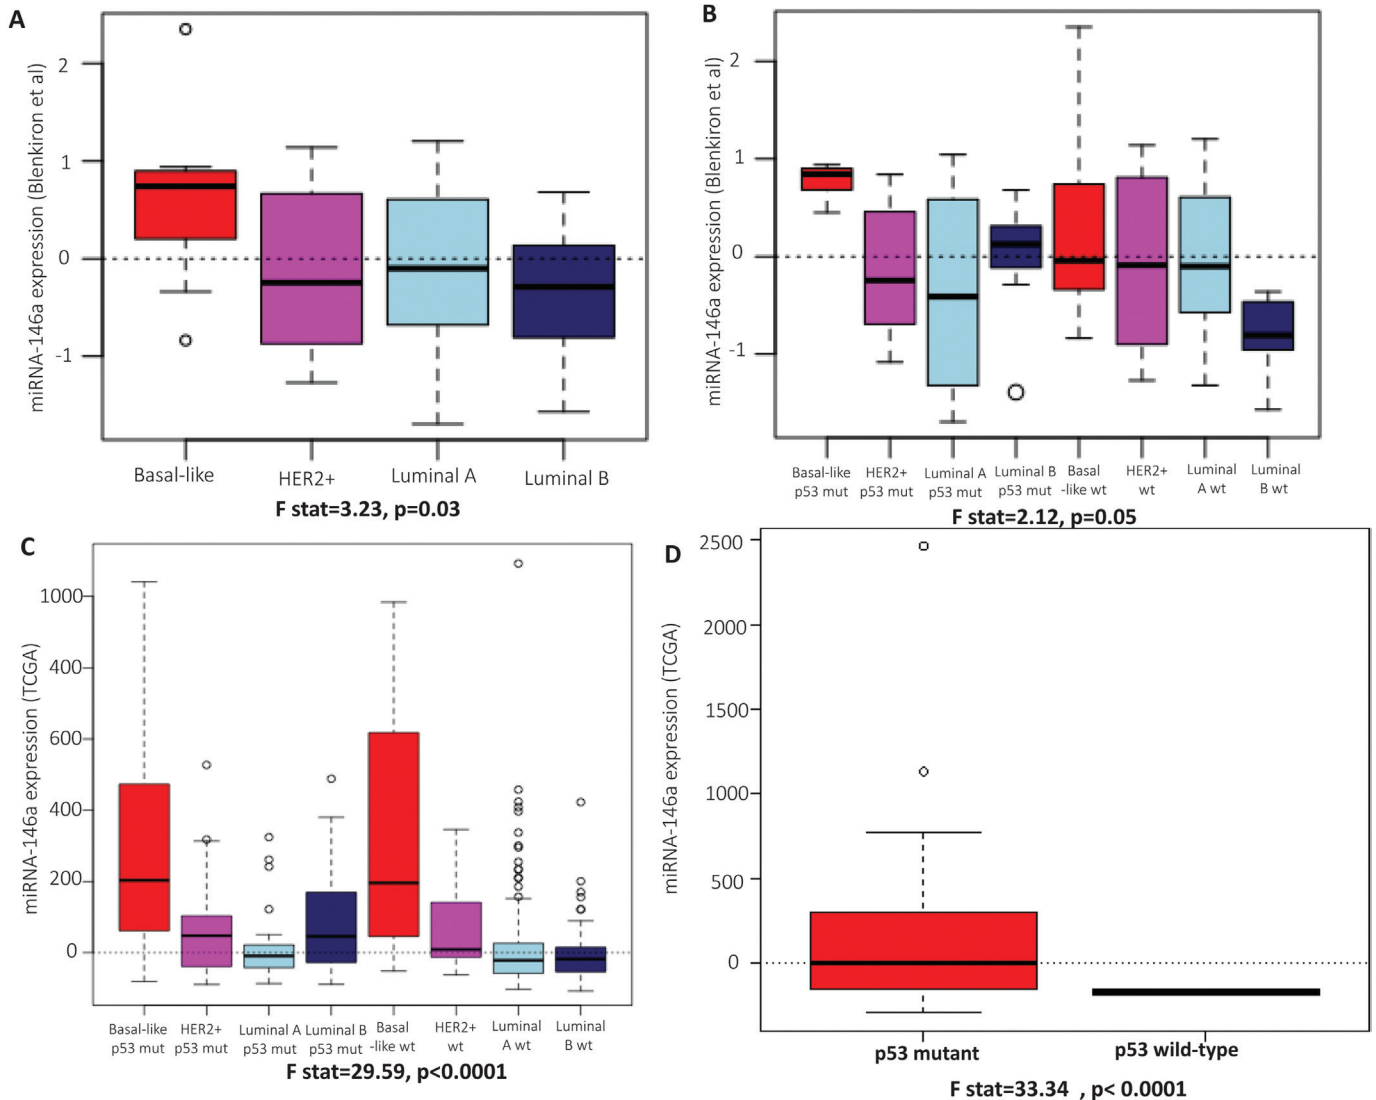 A
miRNA-146a expression (Blenkiron et al)
2
1
0
-1
Basal-like
HER2+
Luminal A
Luminal B
F stat=3.23, p=0.03
B
miRNA-146a expression (Blenkiron et al)
2
1
0
-1
Basal-like
p53 mut
HER2+
p53 mut
Luminal A
p53 mut
Luminal B
p53 mut
Basal
-like wt
HER2+
wt
Luminal
A wt
Luminal
B wt
F stat=2.12, p=0.05
C
miRNA-146a expression (TCGA)
1000
400
600
400
200
0
Basal-like
p53 mut
HER2+
p53 mut
Luminal A
p53 mut
Luminal B
p53 mut
Basal
-like wt
HER2+
wt
Luminal
A wt
Luminal
B wt
F stat=29.59, p<0.0001
D
miRNA-146a expression (TCGA)
2500
2000
1500
1000
500
0
p53 mutant
p53 wild-type
F stat=33.34 , p< 0.0001